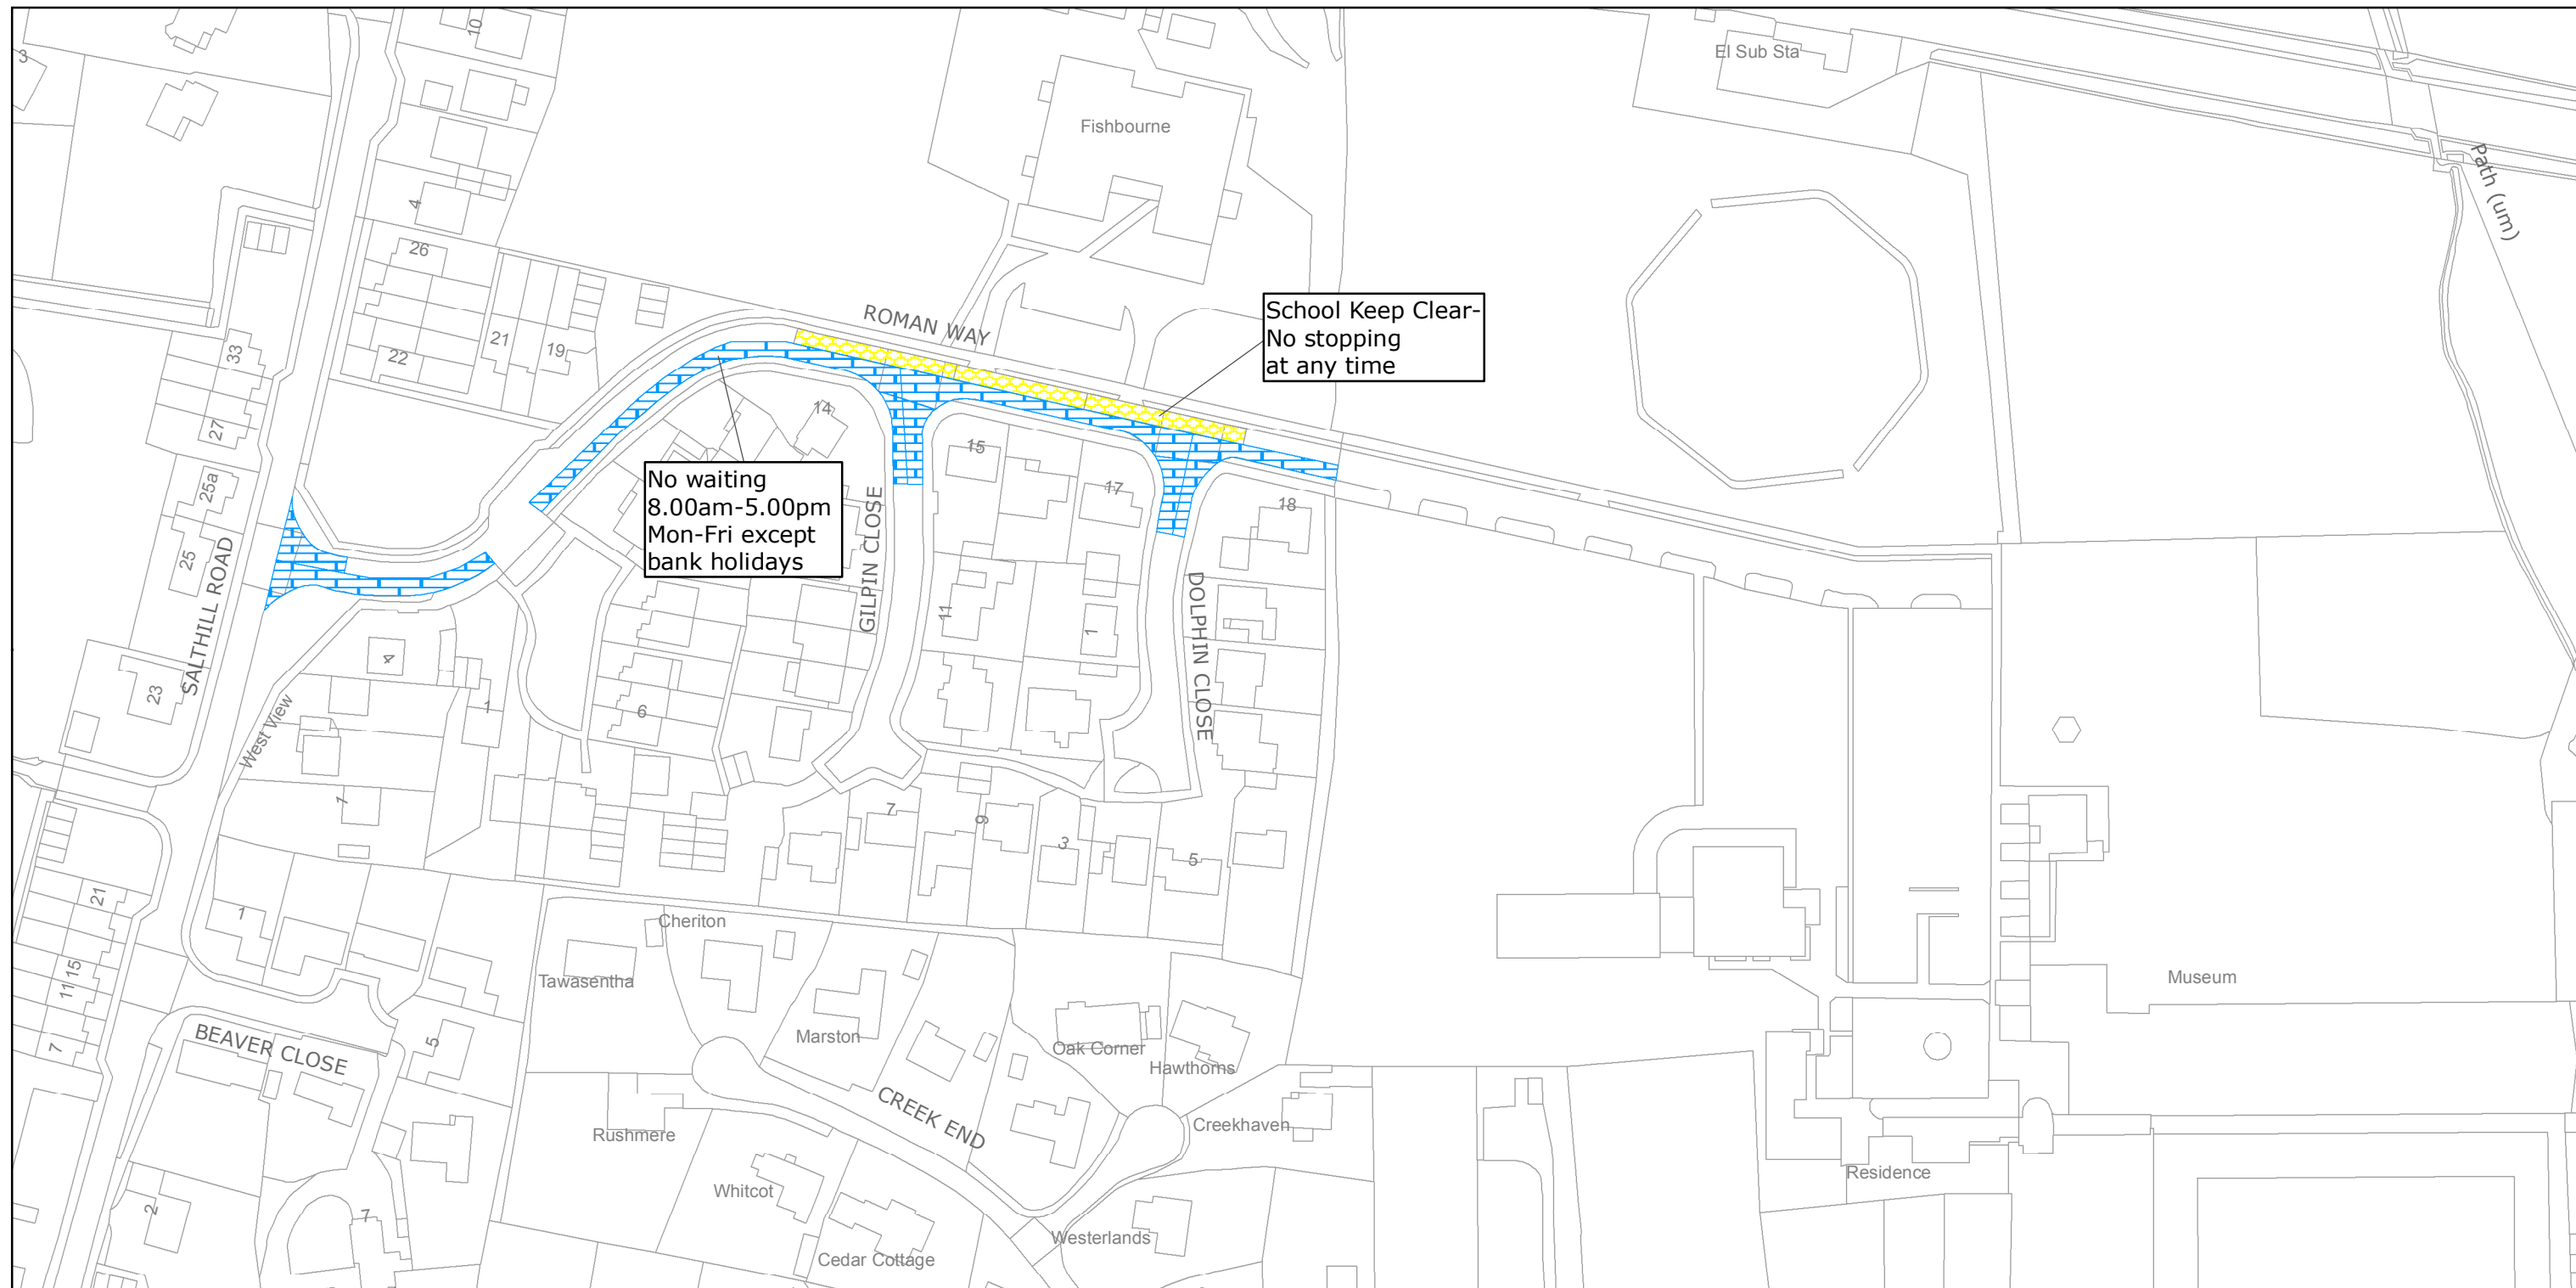 3
10
El Sub Sta
Fishbourne
Path (um)
4
26
School Keep Clear-
No stopping
at any time
ROMAN WAY
33
22
21
19
27
14
15
No waiting
8.00am-5.00pm
Mon-Fri except
bank holidays
25a
17
18
25
SALTHILL ROAD
GILPIN CLOSE
DOLPHIN CLOSE
11
1
4
23
West View
1
6
1
7
9
3
5
21
1
Cheriton
Tawasentha
15
11
Museum
Marston
Oak Corner
Hawthorns
7
BEAVER CLOSE
5
CREEK END
Creekhaven
Rushmere
Residence
Whitcot
2
7
Westerlands
Cedar Cottage